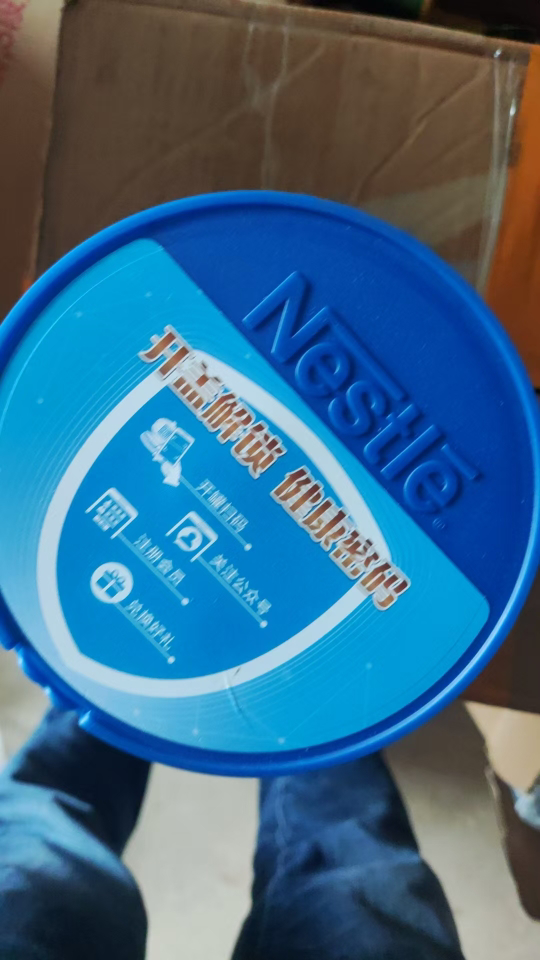 Nestlé
开盖解锁 健康密码
开罐扫码
关注公众号
注册会员
兑换好礼